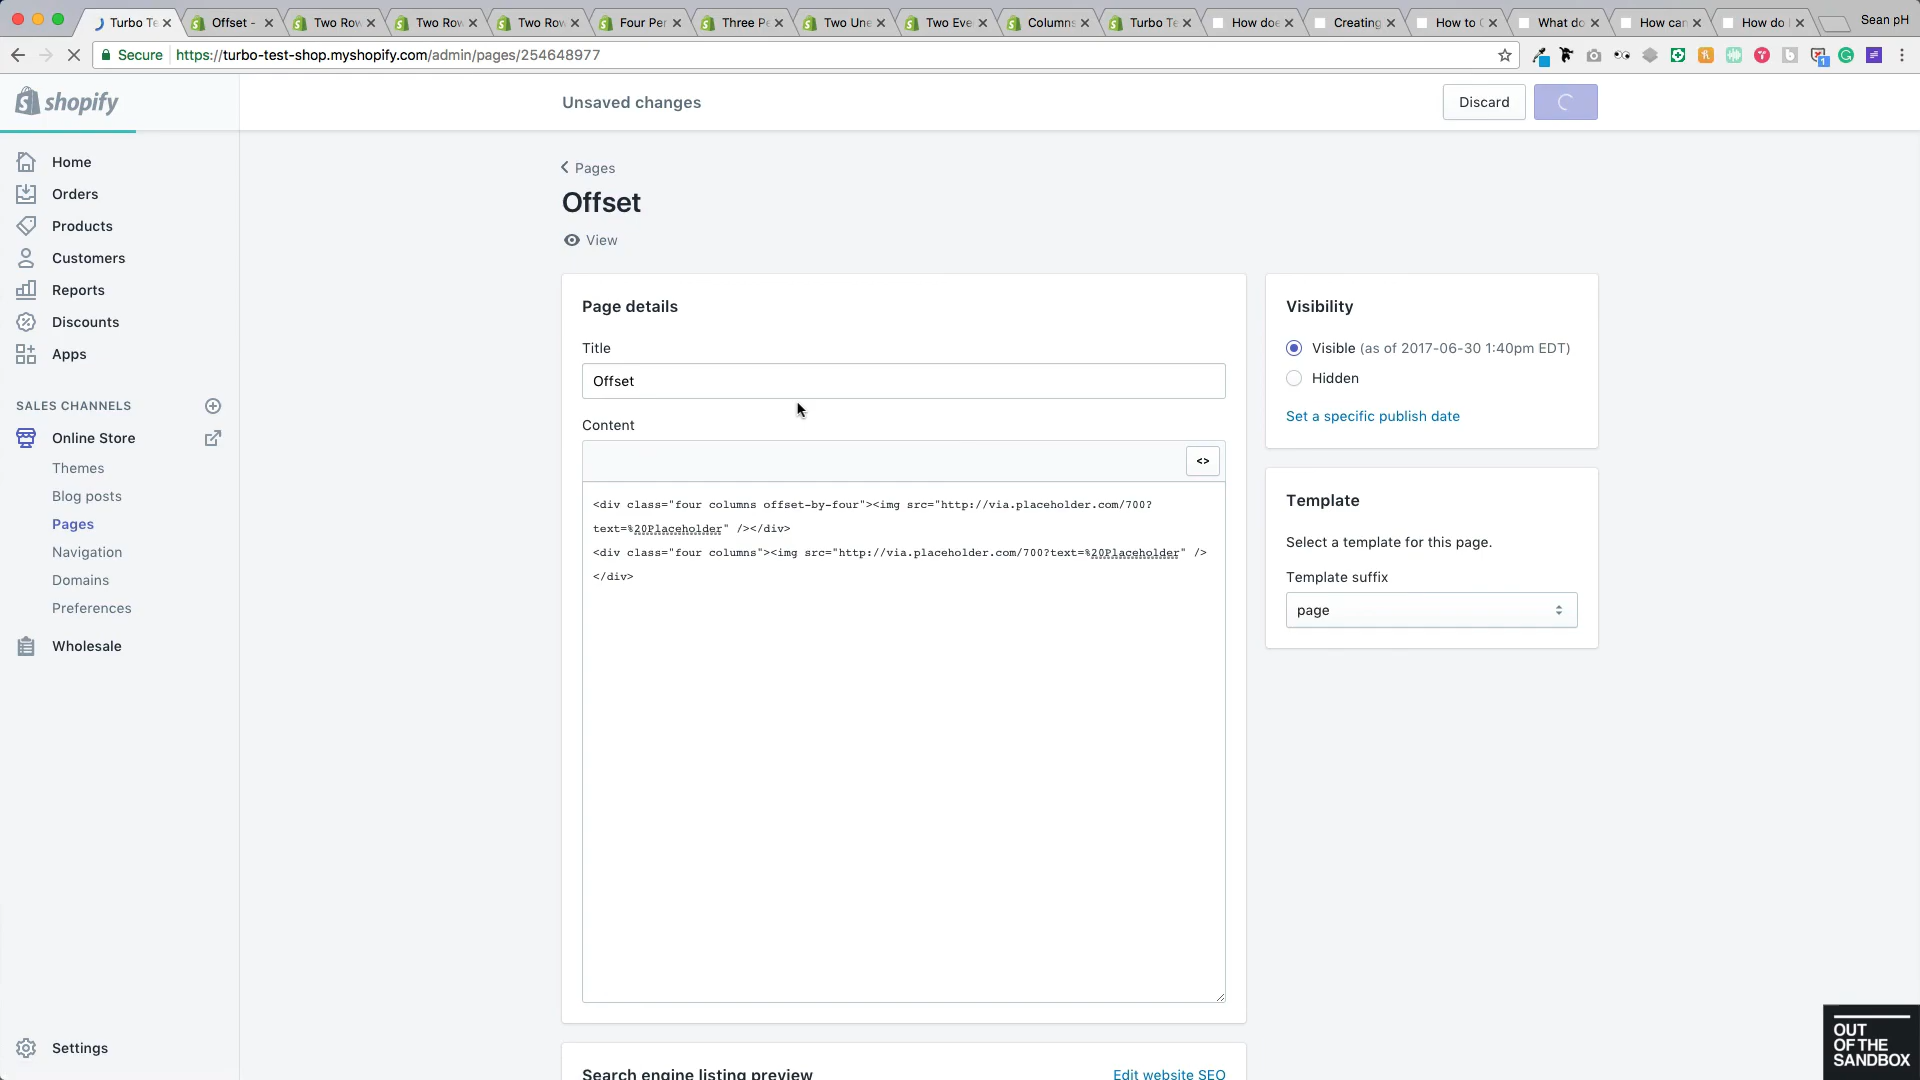 Turbo Te
Offset -
Two Row
Two Row
Two Row
Four Per
Three Pe
Two Une
Two Eve
Columns
Turbo Te
How doe
Creating
How to C
What do
How can
How do
Sean pH
Secure
https://turbo-test-shop.myshopify.com/admin/pages/254648977
shopify
Unsaved changes
Discard
Home
Orders
Products
Customers
Reports
Discounts
Apps
SALES CHANNELS
Online Store
Themes
Blog posts
Pages
Navigation
Domains
Preferences
Wholesale
Settings
Pages
Offset
View
Page details
Title
Offset
Content
<>
<div class="four columns offset-by-four"><img src="http://via.placeholder.com/700?
text=%20Placeholder" /></div>
<div class="four columns"><img src="http://via.placeholder.com/700?text=%20Placeholder" />
</div>
Visibility
Visible (as of 2017-06-30 1:40pm EDT)
Hidden
Set a specific publish date
Template
Select a template for this page.
Template suffix
page
Search engine listing preview
Edit website SEO
OUT
OF THE
SANDBOX